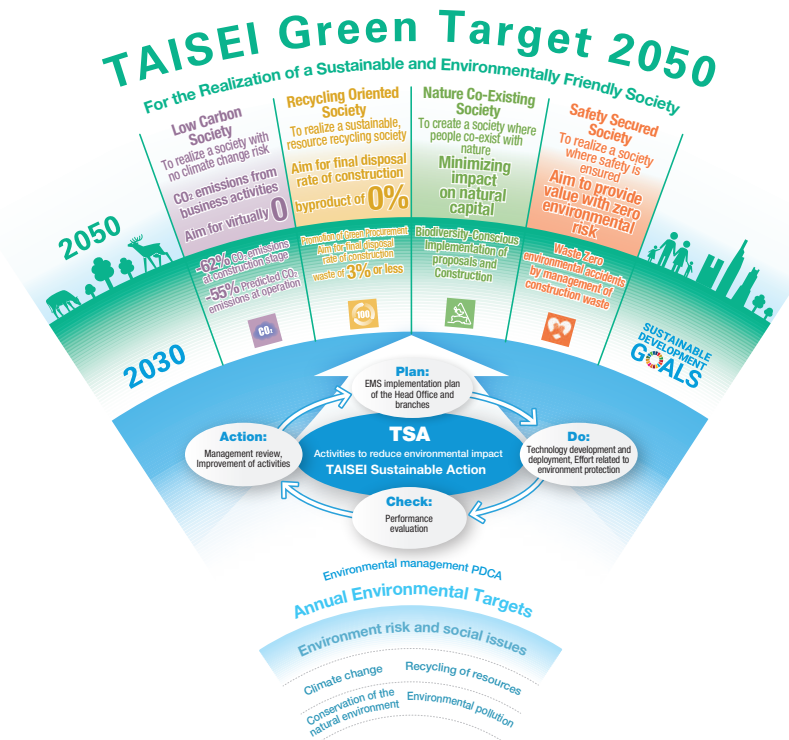 TAISEI Green Target 2050
For the Realization of a Sustainable and Environmentally Friendly Society
Low Carbon
Society
To realize a society with
no climate change risk
CO₂ emissions from
business activities
Aim for virtually 0
Recycling Oriented
Society
To realize a sustainable,
resource recycling society
Aim for final disposal
rate of construction
byproduct of 0%
Nature Co-Existing
Society
To create a society where
people co-exist with
nature
Minimizing
impact
on natural
capital
Safety Secured
Society
To realize a society
where safety is
ensured
Aim to provide
value with zero
environmental
risk
2050
-62% CO₂ emissions
at construction stage
-55% Predicted CO₂
emissions at operation
CO₂
Promotion of Green Procurement
Aim for final disposal
rate of construction
waste of 3% or less
100
Biodiversity-Conscious
Implementation of
proposals and
Construction
Waste Zero
environmental accidents
by management of
construction waste
2030
SUSTAINABLE
DEVELOPMENT
GOALS
Plan:
EMS implementation plan
of the Head Office and
branches
Action:
Management review,
Improvement of activities
TSA
Activities to reduce environmental impact
TAISEI Sustainable Action
Do:
Technology development and
deployment, Effort related to
environment protection
Check:
Performance
evaluation
Environmental management PDCA
Annual Environmental Targets
Environment risk and social issues
Climate change
Recycling of resources
Conservation of the
natural environment
Environmental pollution